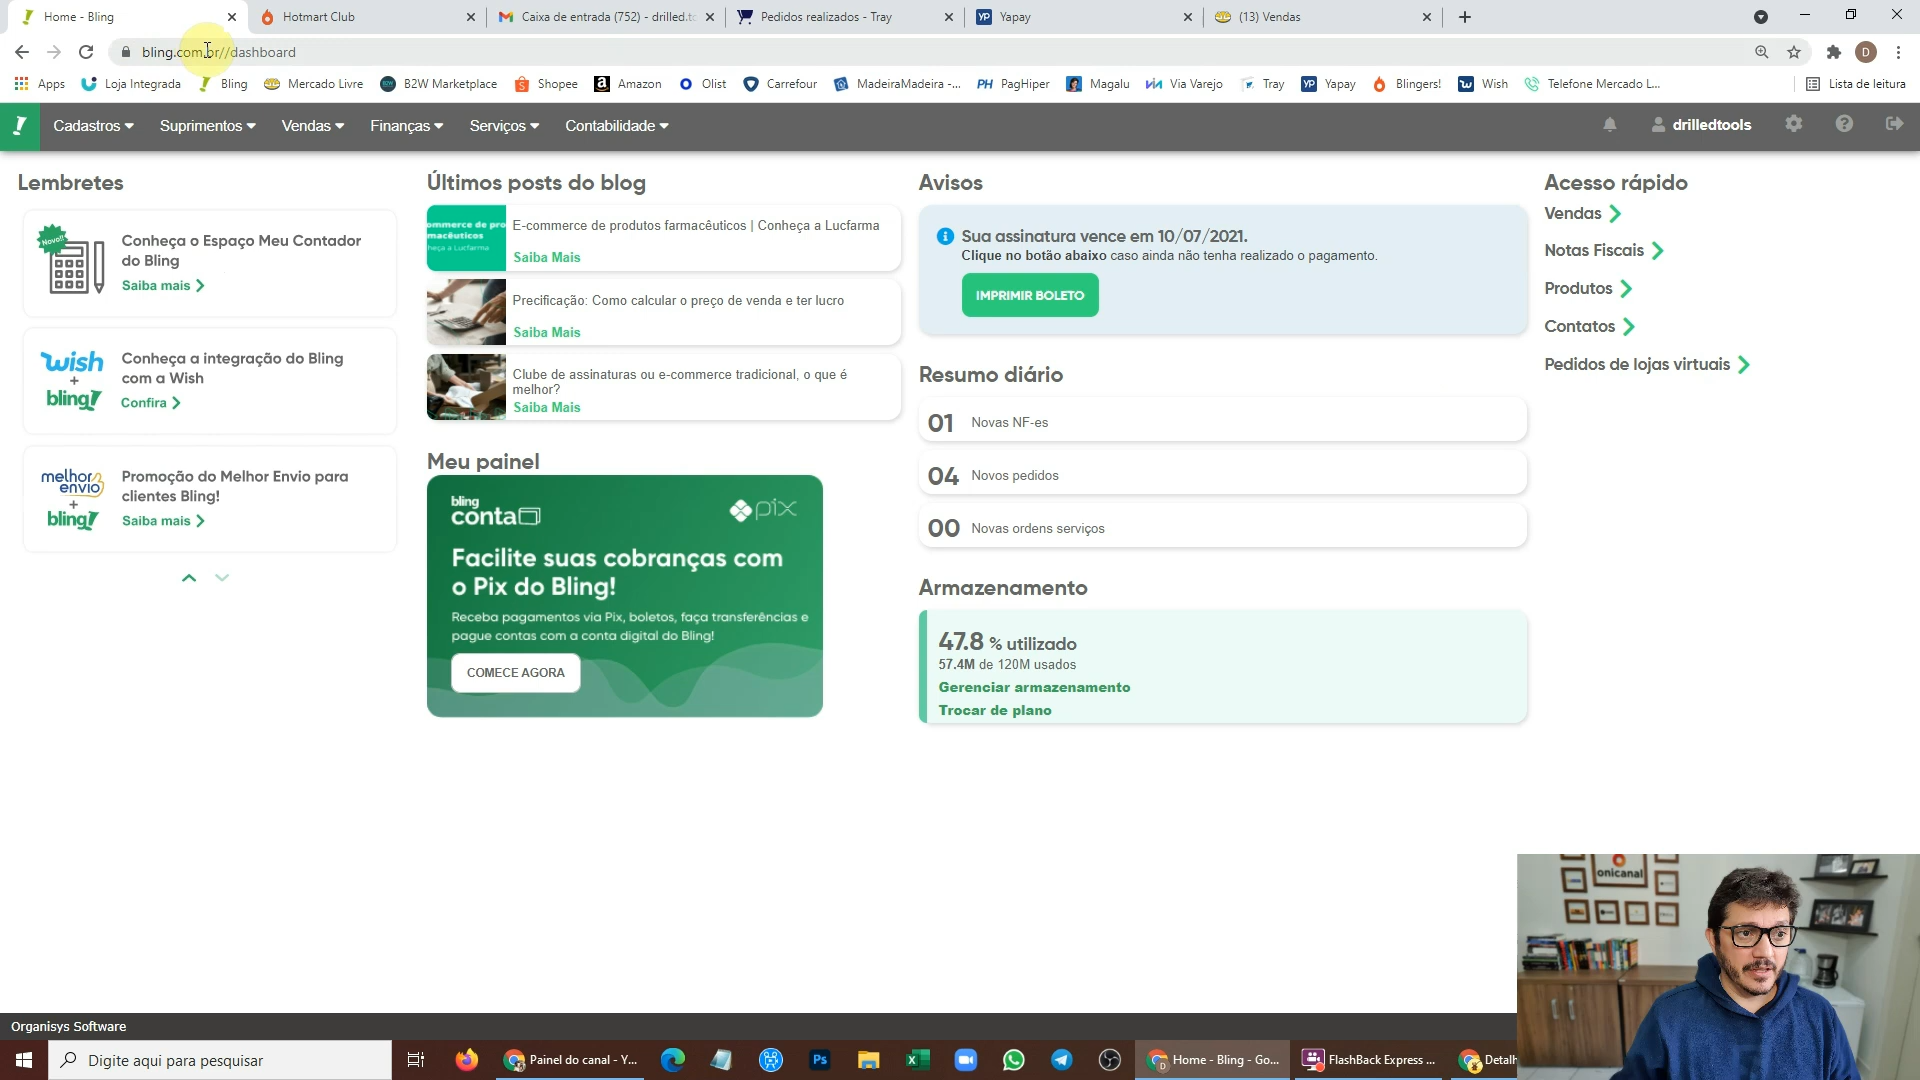 Home - Bling
Hotmart Club
Caixa de entrada (752) - drilled.to
Pedidos realizados - Tray
Yapay
(13) Vendas
bling.com.br//dashboard
Apps
Loja Integrada
Bling
Mercado Livre
B2W Marketplace
Shopee
Amazon
Olist
Carrefour
MadeiraMadeira -...
PagHiper
Magalu
Via Varejo
Tray
Yapay
Blingers!
Wish
Telefone Mercado L...
Lista de leitura
Cadastros
Suprimentos
Vendas
Finanças
Serviços
Contabilidade
drilledtools
Lembretes
Novo!
Conheça o Espaço Meu Contador
do Bling
Saiba mais
wish
+
bling!
Conheça a integração do Bling
com a Wish
Confira
melhor
envio
+
bling!
Promoção do Melhor Envio para
clientes Bling!
Saiba mais
Últimos posts do blog
E-commerce de produtos farmacêuticos | Conheça a Lucfarma
Saiba Mais
Precificação: Como calcular o preço de venda e ter lucro
Saiba Mais
Clube de assinaturas ou e-commerce tradicional, o que é
melhor?
Saiba Mais
Meu painel
bling
conta
pix
Facilite suas cobranças com
o Pix do Bling!
Receba pagamentos via Pix, boletos, faça transferências e
pague contas com a conta digital do Bling!
COMECE AGORA
Avisos
Sua assinatura vence em 10/07/2021.
Clique no botão abaixo caso ainda não tenha realizado o pagamento.
IMPRIMIR BOLETO
Resumo diário
01 Novas NF-es
04 Novos pedidos
00 Novas ordens serviços
Armazenamento
47.8 % utilizado
57.4M de 120M usados
Gerenciar armazenamento
Trocar de plano
Acesso rápido
Vendas
Notas Fiscais
Produtos
Contatos
Pedidos de lojas virtuais
onicanal
Organisys Software
Digite aqui para pesquisar
Painel do canal - Y...
Home - Bling - Go...
FlashBack Express ...
Detalh